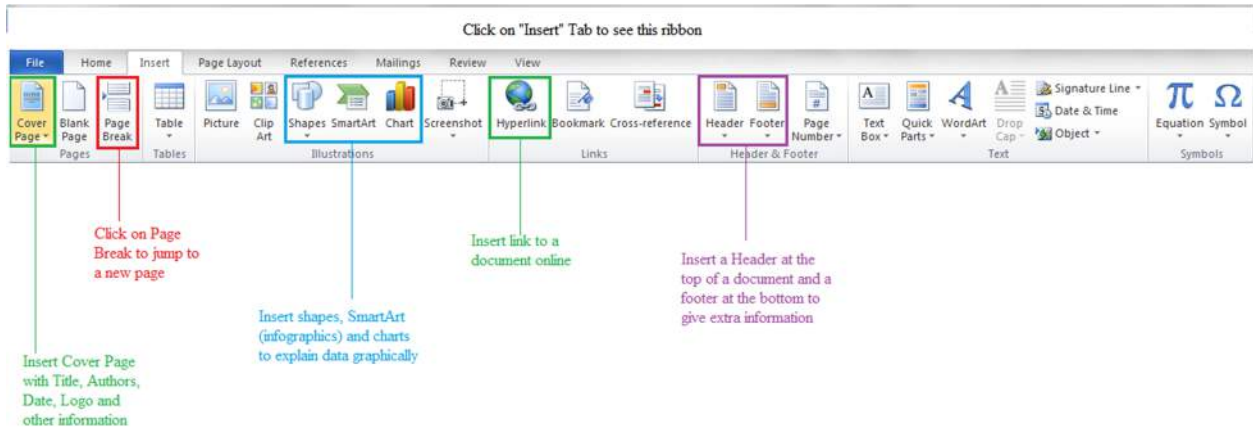 Click on "Insert" Tab to see this ribbon
File Home Insert Page Layout References Mailings Review View
Cover Page
Blank Page
Page Break
Table
Picture
Clip Art
Shapes
SmartArt
Chart
Screenshot
Hyperlink
Bookmark
Cross-reference
Header
Footer
Page Number
Text Box
Quick Parts
WordArt
Drop Cap
Signature Line
Date & Time
Object
Equation
Symbol
Pages
Tables
Illustrations
Links
Header & Footer
Text
Symbols
Click on Page
Break to jump to
a new page
Insert link to a
document online
Insert a Header at the
top of a document and a
footer at the bottom to
give extra information
Insert shapes, SmartArt
(infographics) and charts
to explain data graphically
Insert Cover Page
with Title, Authors,
Date, Logo and
other information